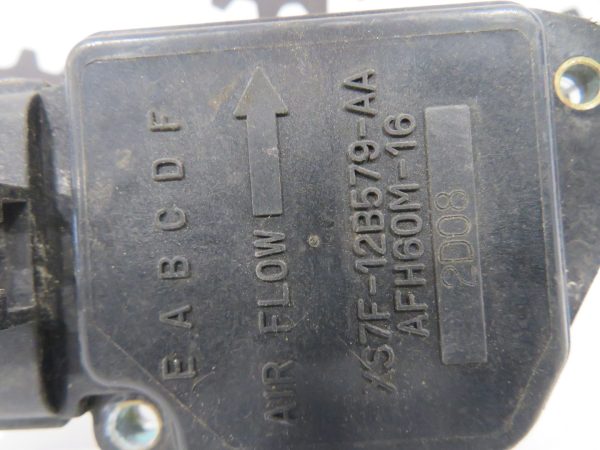 E A B C D F
AIR FLOW
XS7F-12B579-AA
AFH60M-16
2D08